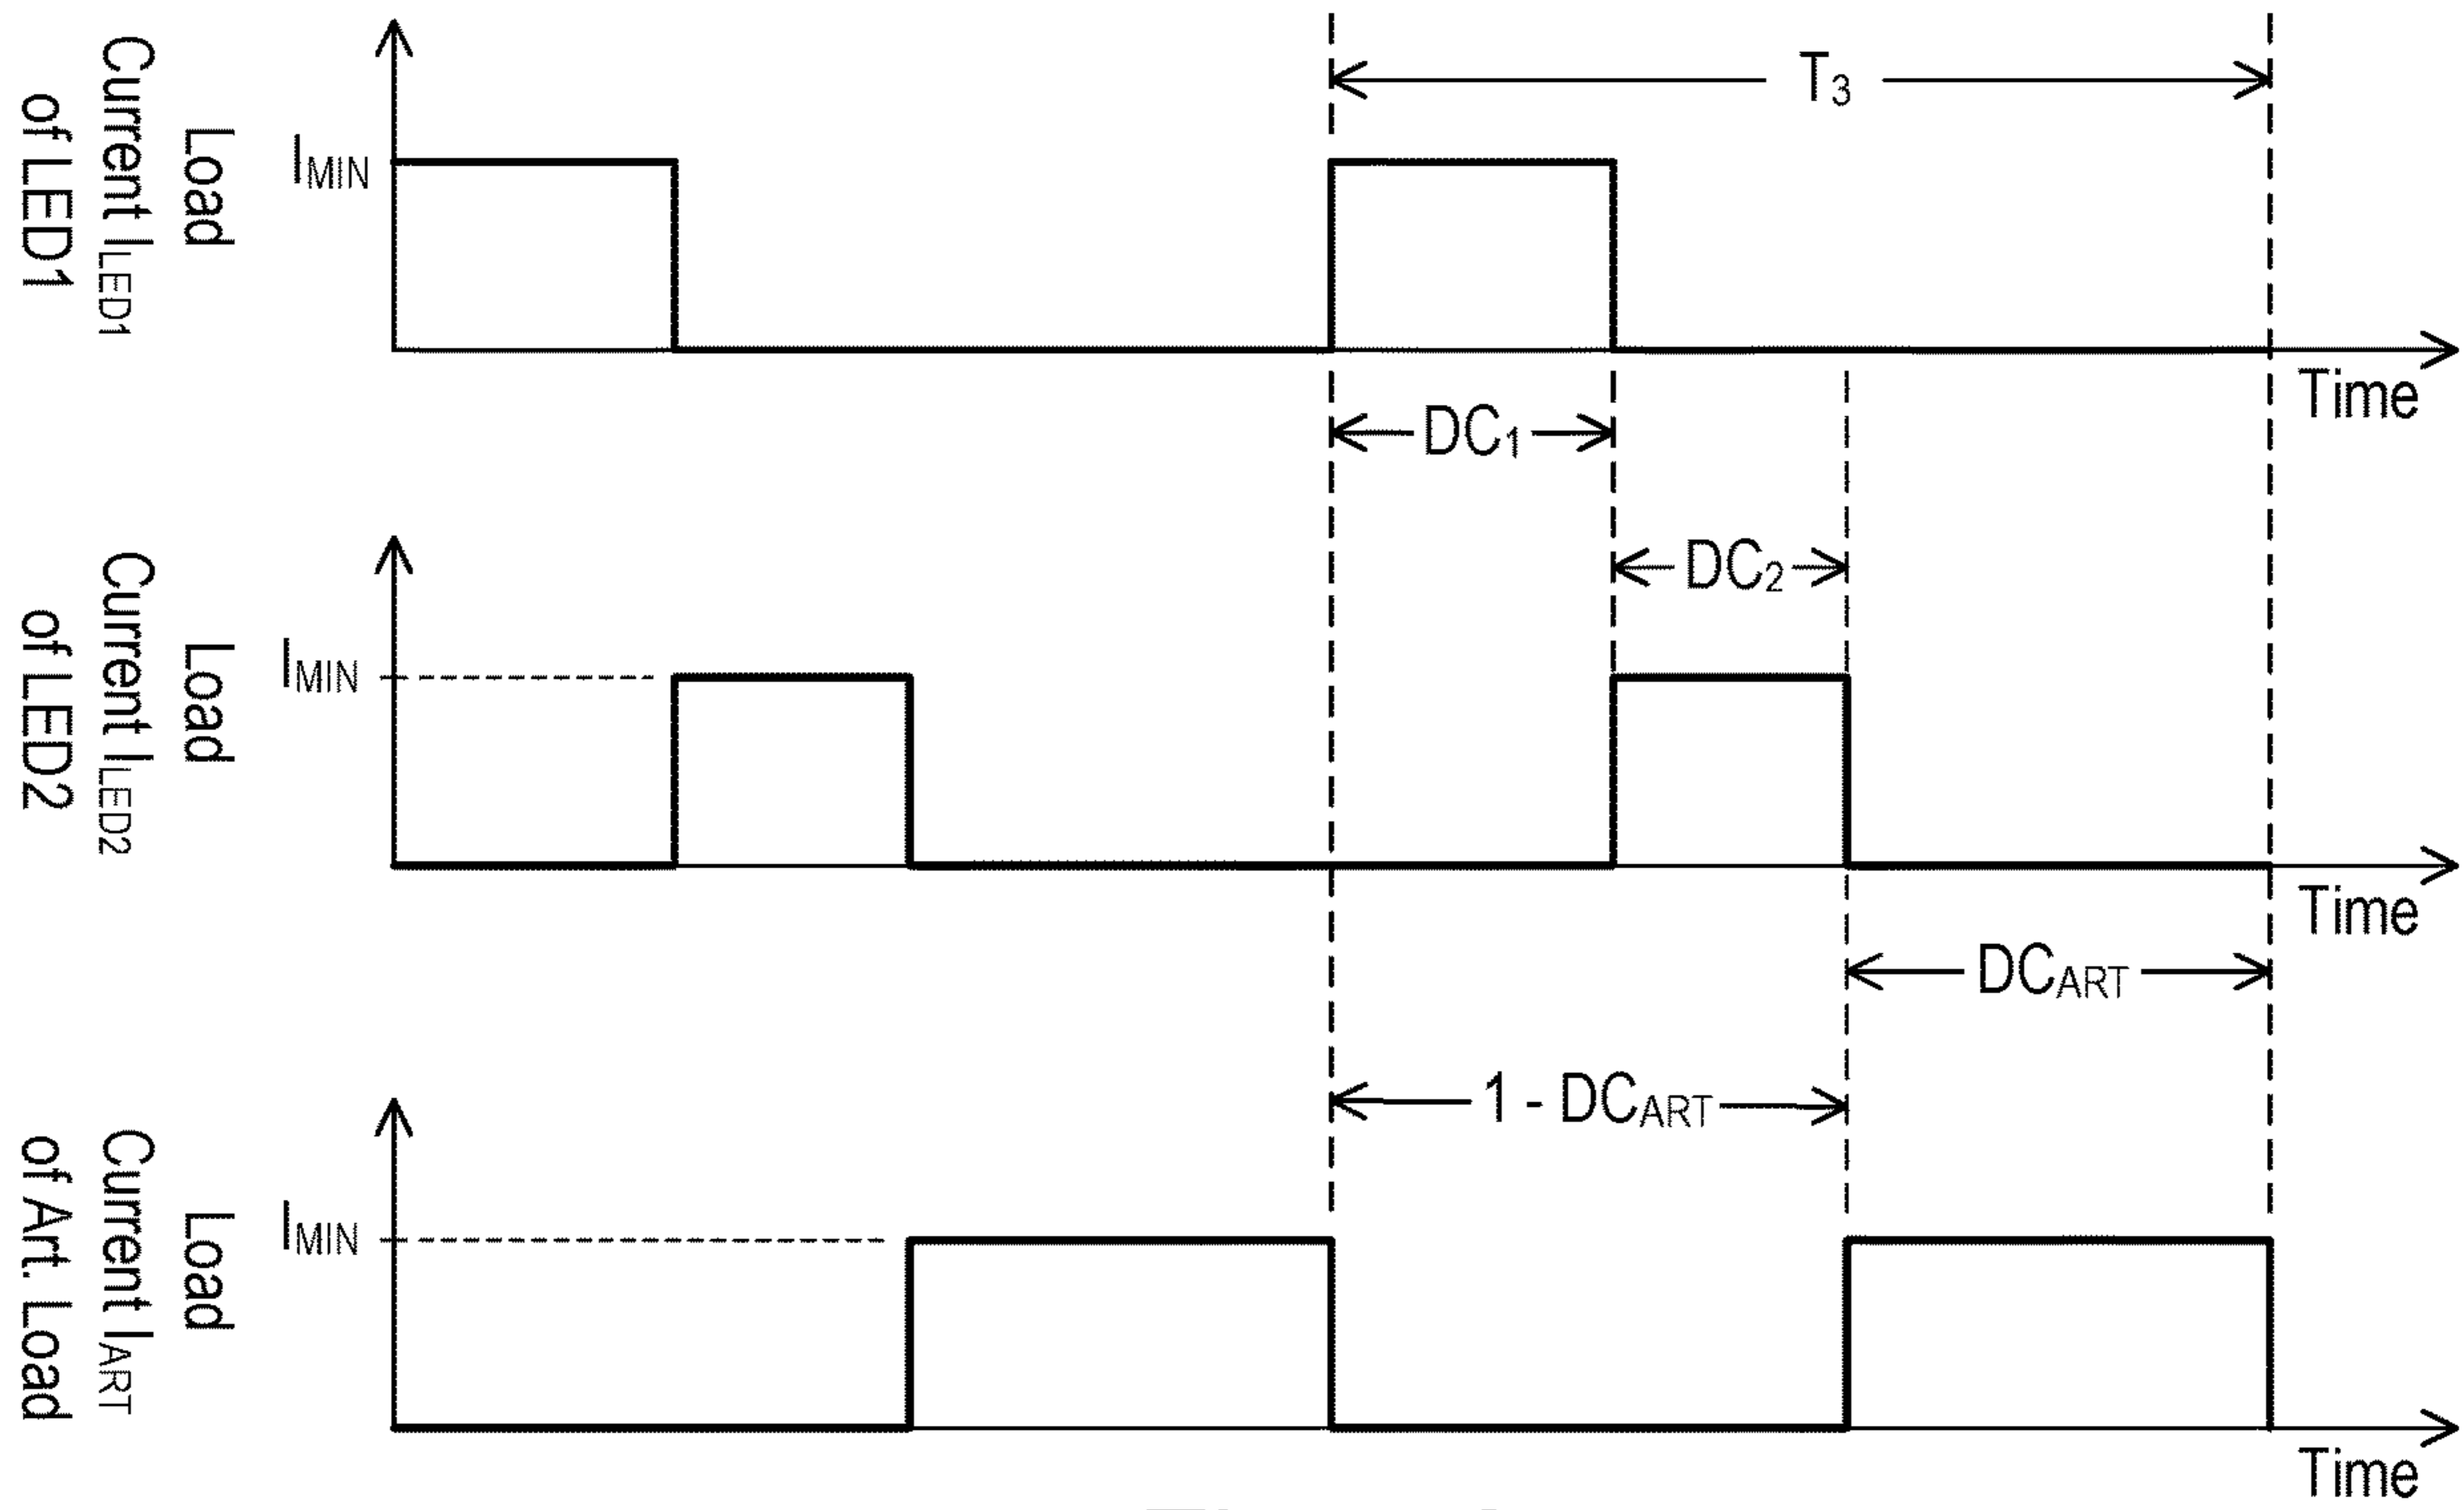 Load
Current ILED1
of LED1
IMIN
T3
Time
DC1
Load
Current ILED2
of LED2
IMIN
DC2
Time
DCART
Load
Current IART
of Art. Load
IMIN
1 - DCART
Time